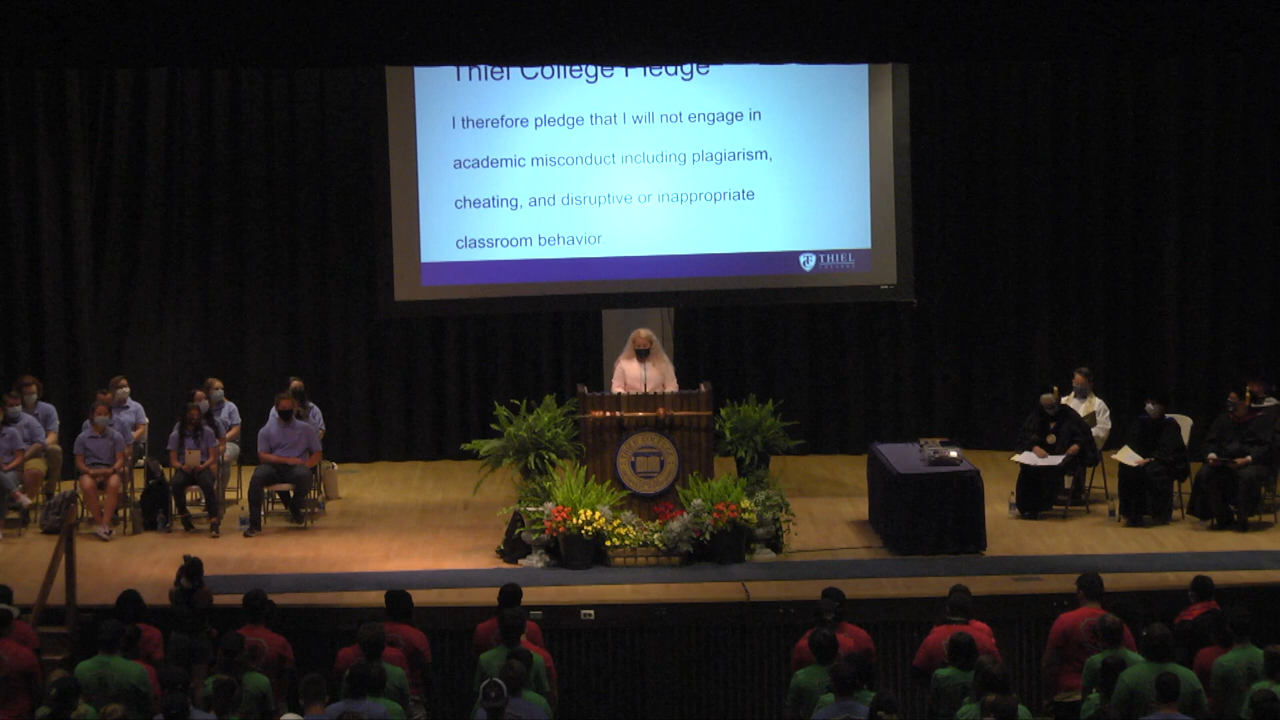 Thiel College Pledge
I therefore pledge that I will not engage in
academic misconduct including plagiarism,
cheating, and disruptive or inappropriate
classroom behavior.
THIEL
COLLEGE